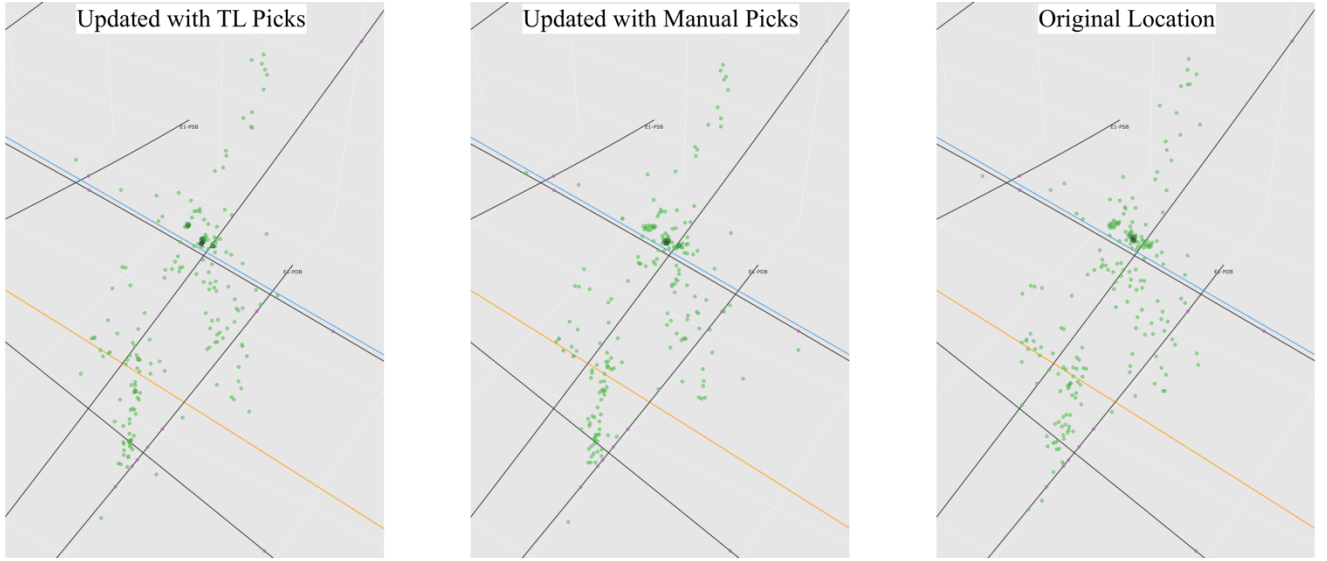 Updated with TL Picks
Updated with Manual Picks
Original Location
E1-PSB
E1-PSB
E1-PSB
E1-PDB
E1-PDB
E1-PDB